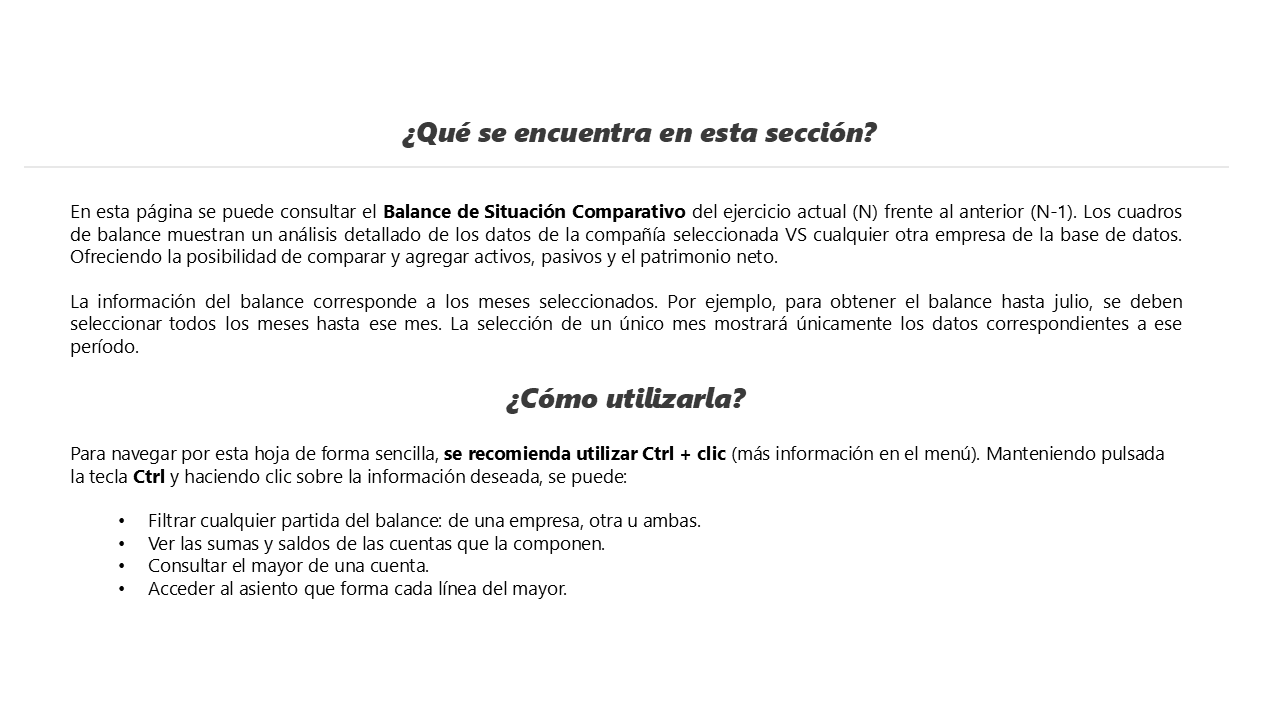 ¿Qué se encuentra en esta sección?
En esta página se puede consultar el Balance de Situación Comparativo del ejercicio actual (N) frente al anterior (N-1). Los cuadros
de balance muestran un análisis detallado de los datos de la compañía seleccionada VS cualquier otra empresa de la base de datos.
Ofreciendo la posibilidad de comparar y agregar activos, pasivos y el patrimonio neto.
La información del balance corresponde a los meses seleccionados. Por ejemplo, para obtener el balance hasta julio, se deben
seleccionar todos los meses hasta ese mes. La selección de un único mes mostrará únicamente los datos correspondientes a ese
período.
¿Cómo utilizarla?
Para navegar por esta hoja de forma sencilla, se recomienda utilizar Ctrl + clic (más información en el menú). Manteniendo pulsada
la tecla Ctrl y haciendo clic sobre la información deseada, se puede:
• Filtrar cualquier partida del balance: de una empresa, otra u ambas.
• Ver las sumas y saldos de las cuentas que la componen.
• Consultar el mayor de una cuenta.
• Acceder al asiento que forma cada línea del mayor.